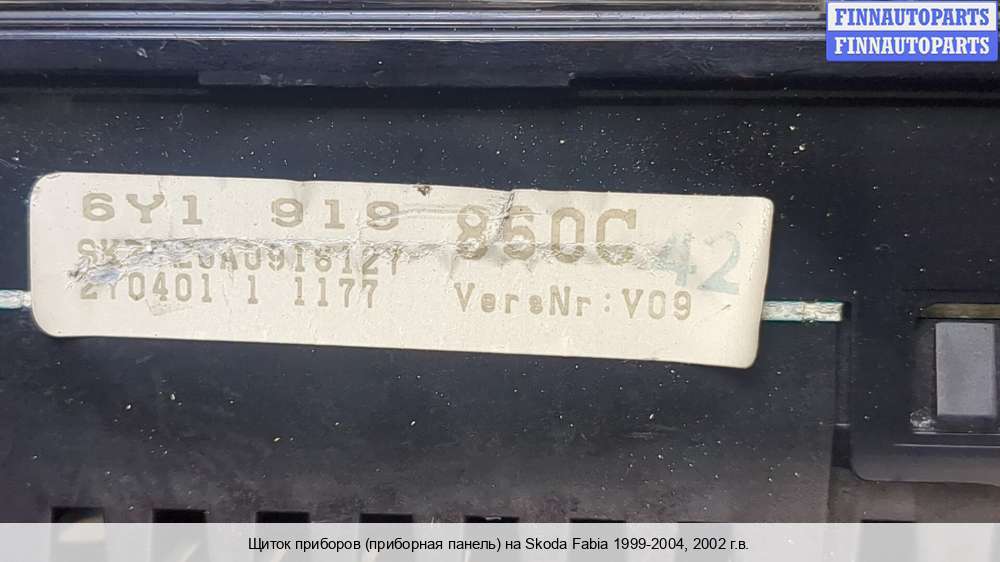 FINNAUTOPARTS
FINNAUTOPARTS
6Y1 919 860C
42
270401 1 1177 VersNr:V09
Щиток приборов (приборная панель) на Skoda Fabia 1999-2004, 2002 г.в.